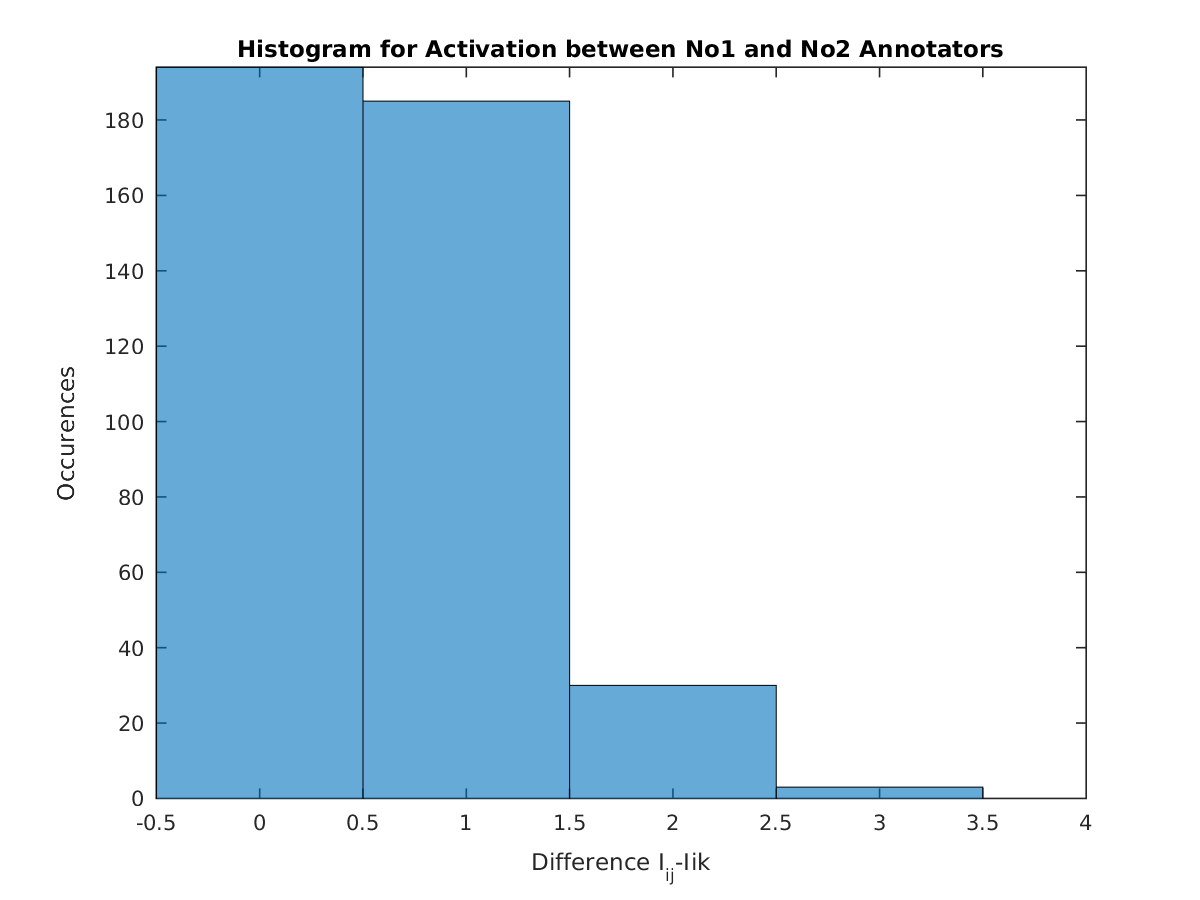 Histogram for Activation between No1 and No2 Annotators
180
160
140
120
100
80
60
40
20
0
Occurences
-0.5 0 0.5 1 1.5 2 2.5 3 3.5 4
Difference I_ij-Iik